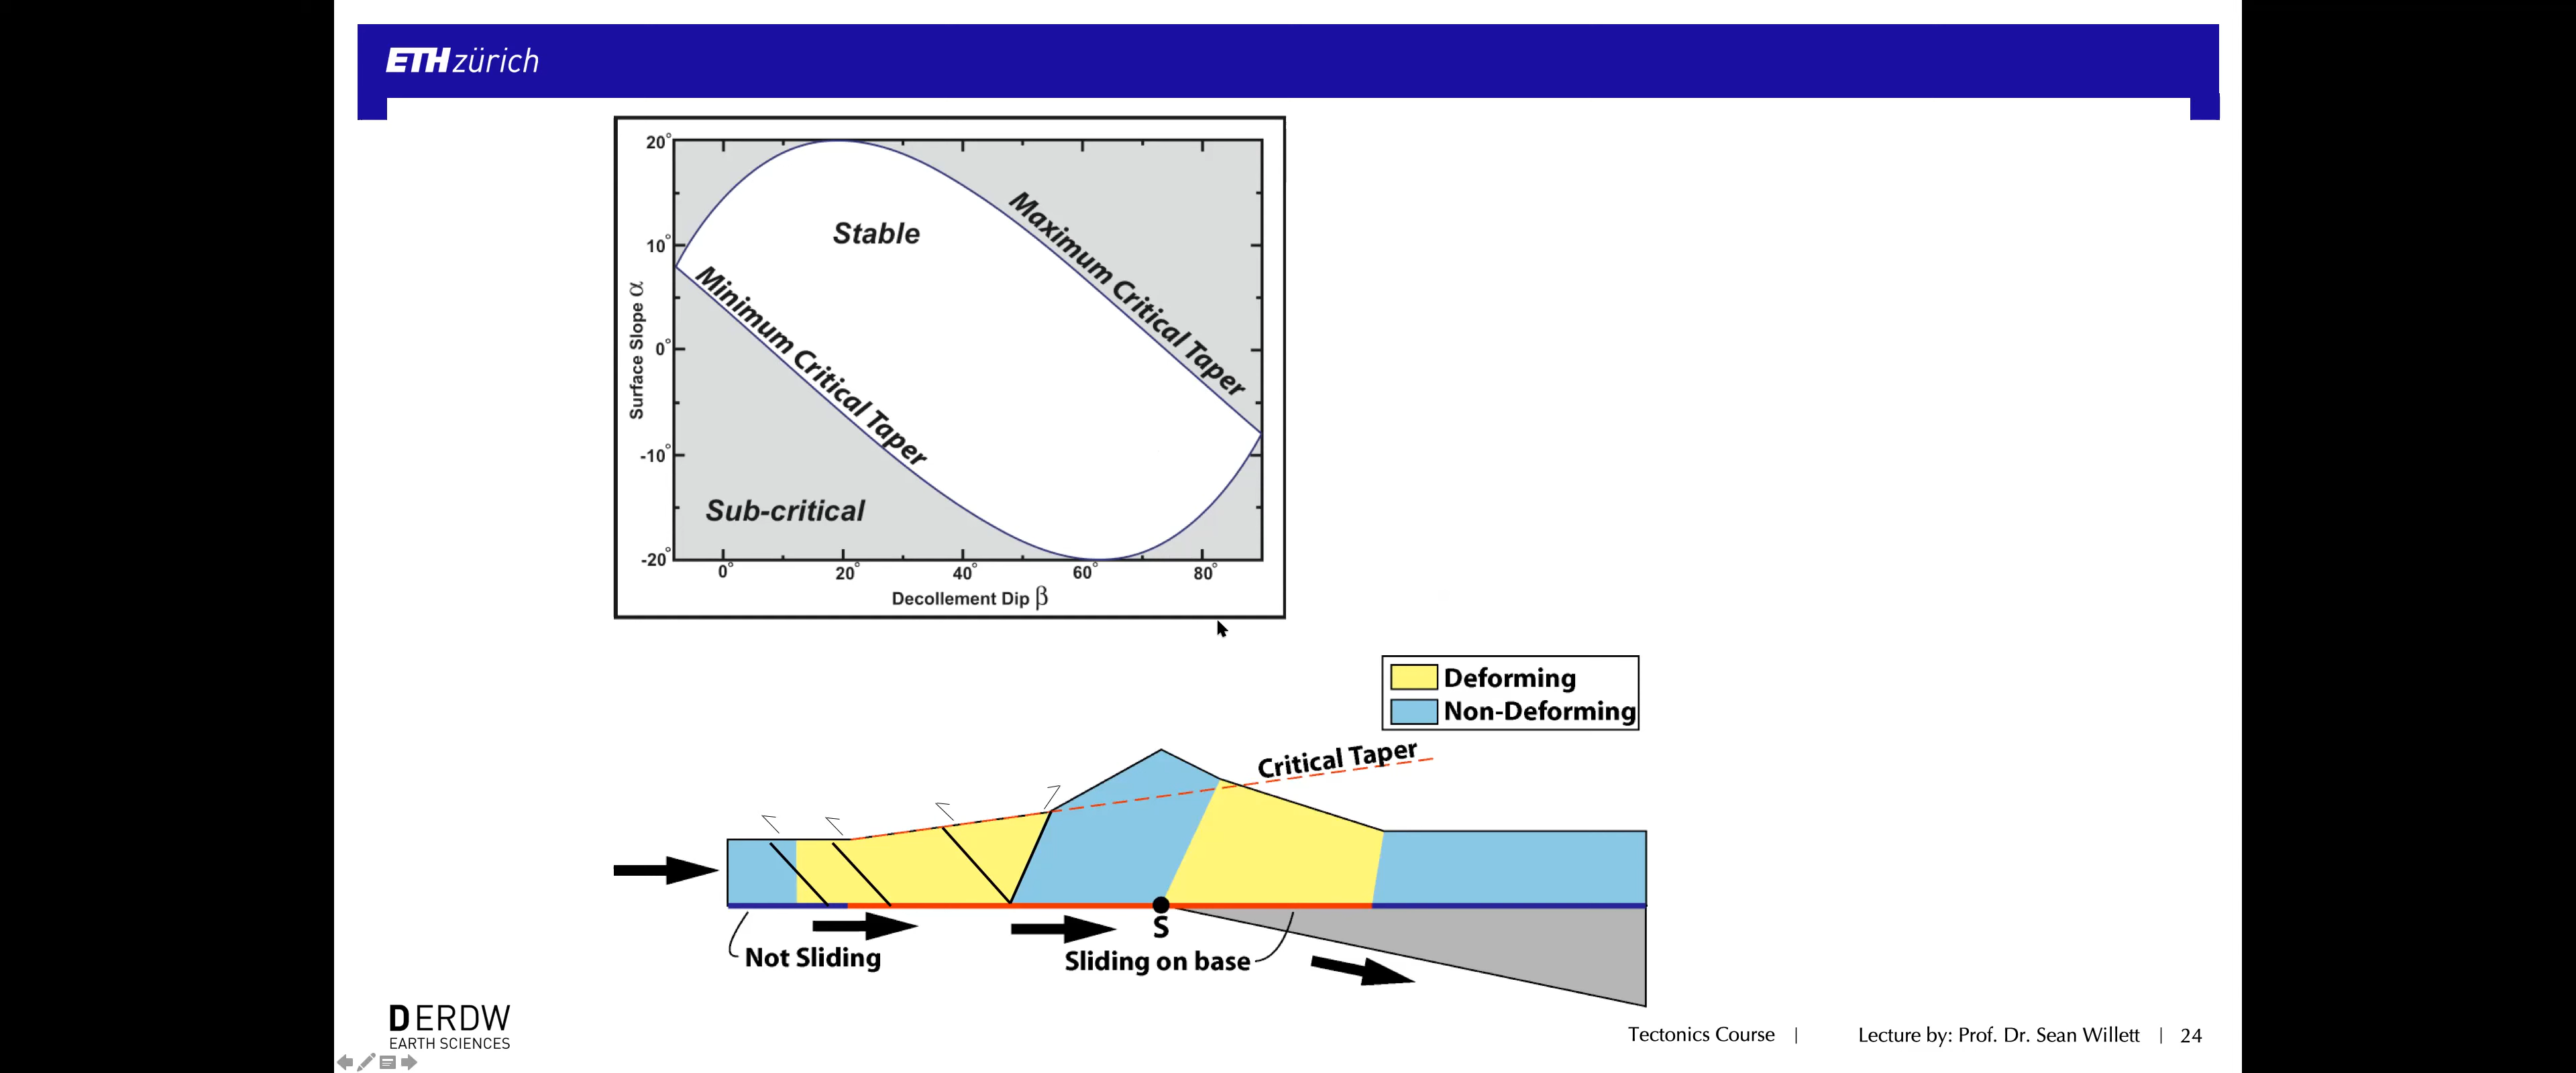 ETH zürich
20°
10°
0°
-10°
-20°
Surface Slope α
Stable
Maximum Critical Taper
Minimum Critical Taper
Sub-critical
0° 20° 40° 60° 80°
Decollement Dip β
Deforming
Non-Deforming
Critical Taper
S
Not Sliding
Sliding on base
DERDW
EARTH SCIENCES
Tectonics Course | Lecture by: Prof. Dr. Sean Willett | 24